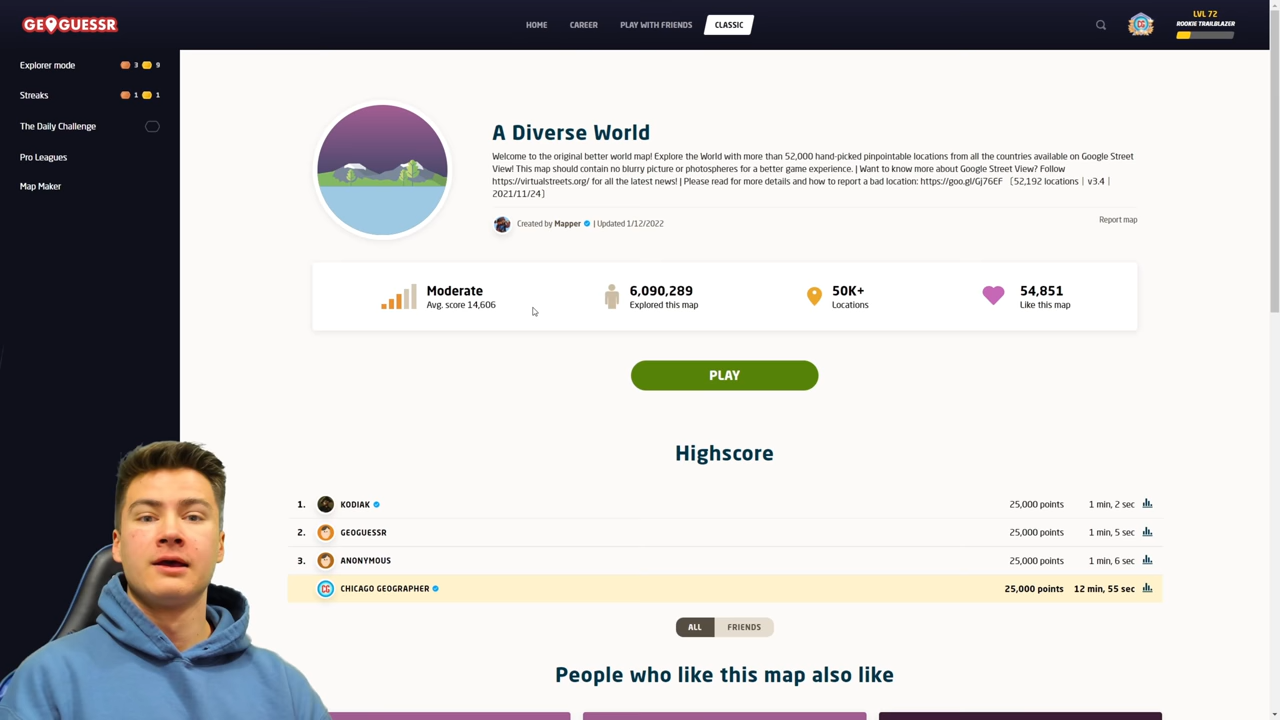 GEOGUESSR
HOME
CAREER
PLAY WITH FRIENDS
CLASSIC
LVL 72
ROOKIE TRAILBLAZER
Explorer mode 3 9
Streaks 1 1
The Daily Challenge
Pro Leagues
Map Maker
A Diverse World
Welcome to the original better world map! Explore the World with more than 52,000 hand-picked pinpointable locations from all the countries available on Google Street
View! This map should contain no blurry picture or photospheres for a better game experience. | Want to know more about Google Street View? Follow
https://virtualstreets.org/ for all the latest news! | Please read for more details and how to report a bad location: https://goo.gl/Gj76EF ［52,192 locations｜v3.4｜
2021/11/24］
Created by Mapper | Updated 1/12/2022
Report map
Moderate
Avg. score 14,606
6,090,289
Explored this map
50K+
Locations
54,851
Like this map
PLAY
Highscore
1. KODIAK 25,000 points 1 min, 2 sec
2. GEOGUESSR 25,000 points 1 min, 5 sec
3. ANONYMOUS 25,000 points 1 min, 6 sec
CG CHICAGO GEOGRAPHER 25,000 points 12 min, 55 sec
ALL FRIENDS
People who like this map also like